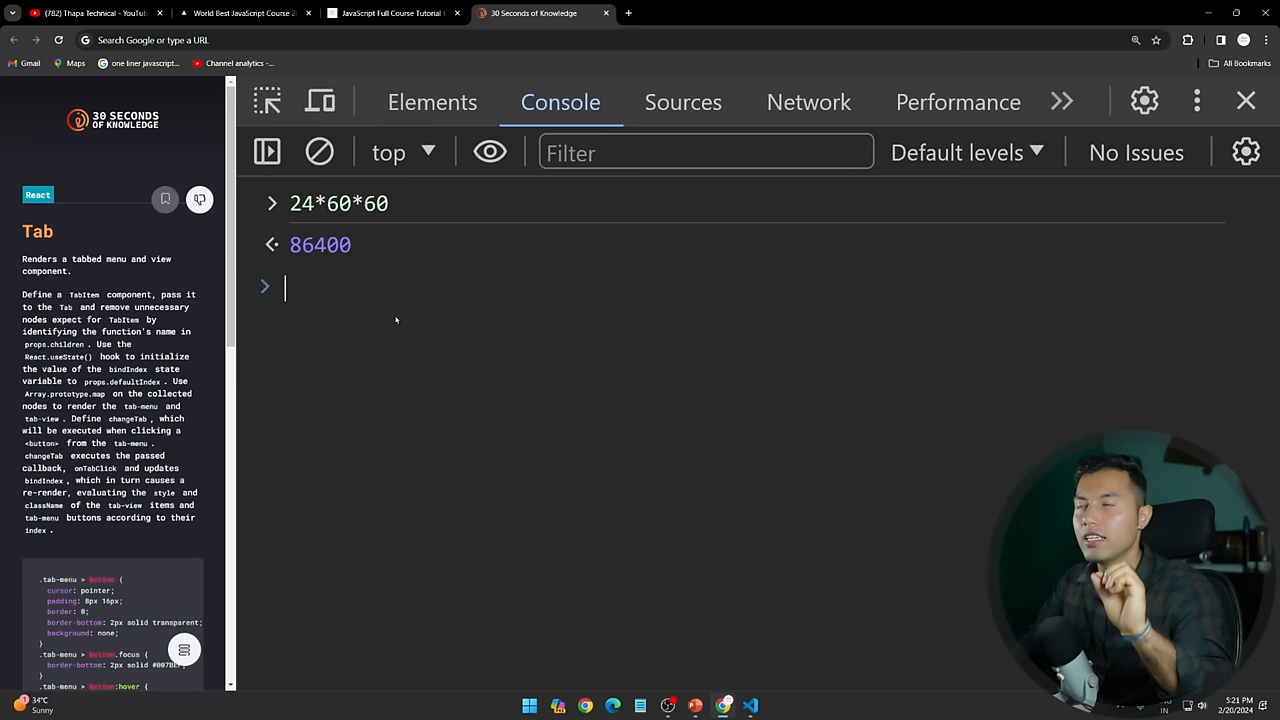 (782) Thapa Technical - YouTub
World Best JavaScript Course 2
JavaScript Full Course Tutorial
30 Seconds of Knowledge
Search Google or type a URL
Gmail
Maps
one liner javascript...
Channel analytics -...
All Bookmarks
30 SECONDS
OF KNOWLEDGE
React
Tab
Renders a tabbed menu and view
component.
Define a TabItem component, pass it
to the Tab and remove unnecessary
nodes expect for TabItem by
identifying the function's name in
props.children. Use the
React.useState() hook to initialize
the value of the bindIndex state
variable to props.defaultIndex. Use
Array.prototype.map on the collected
nodes to render the tab-menu and
tab-view. Define changeTab, which
will be executed when clicking a
<button> from the tab-menu.
changeTab executes the passed
callback, onTabClick and updates
bindIndex, which in turn causes a
re-render, evaluating the style and
className of the tab-view items and
tab-menu buttons according to their
index.
.tab-menu > button {
cursor: pointer;
padding: 8px 16px;
border: 0;
border-bottom: 2px solid transparent;
background: none;
}
.tab-menu > button.focus {
border-bottom: 2px solid #007BEF;
}
.tab-menu > button:hover {
Elements
Console
Sources
Network
Performance
top
Filter
Default levels
No Issues
24*60*60
86400
34°C
Sunny
IN
5:21 PM
2/20/2024